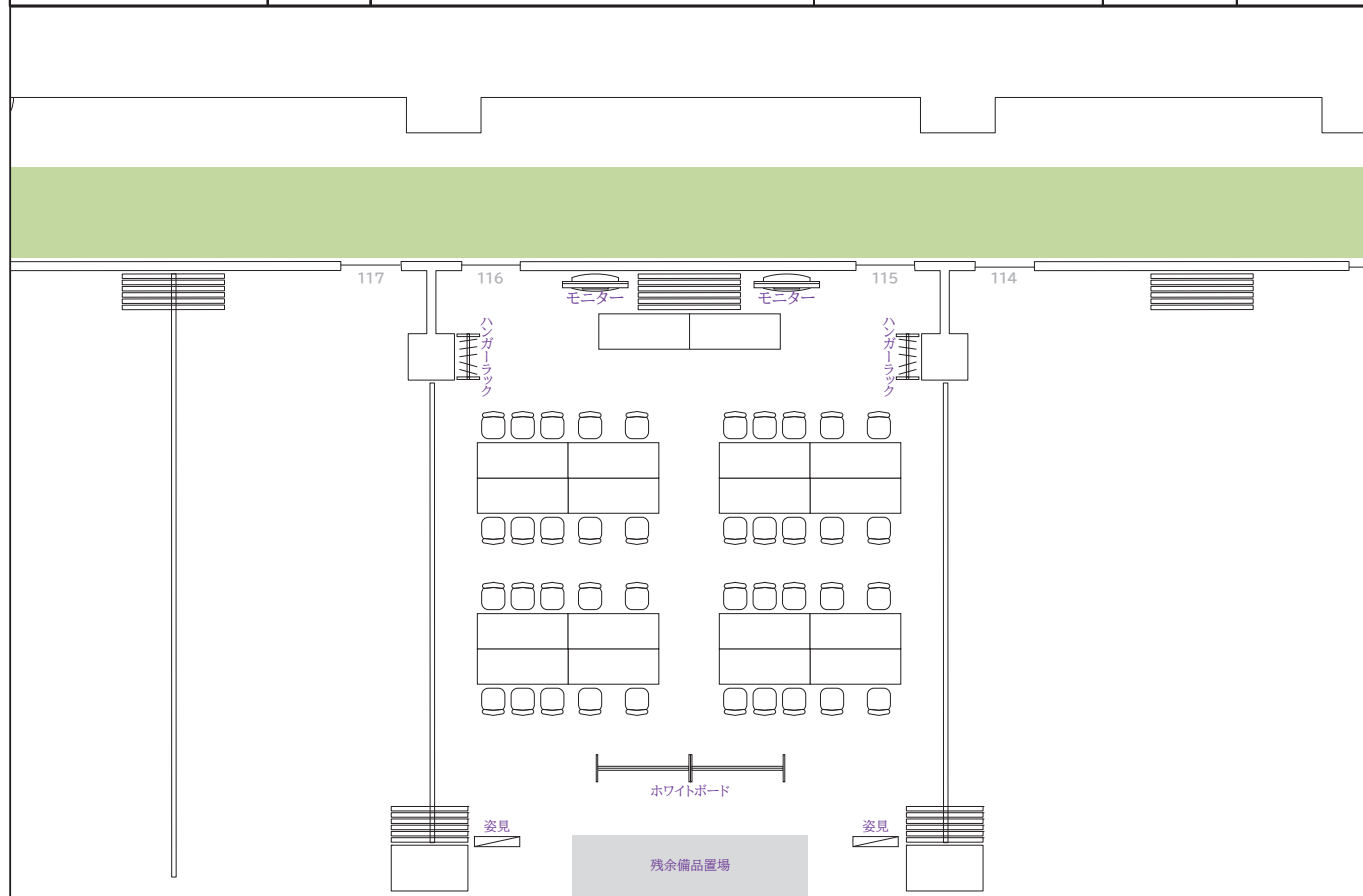 117
116
115
114
モニター
モニター
ハンガーラック
ハンガーラック
ホワイトボード
姿見
姿見
残余備品置場